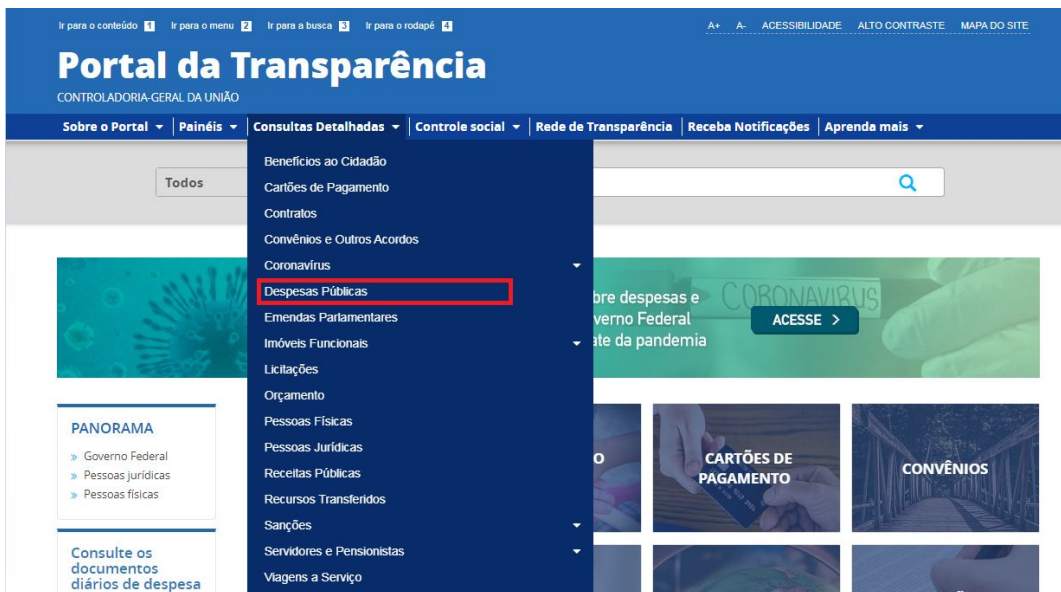 Ir para o conteúdo 1 Ir para o menu 2 Ir para a busca 3 Ir para o rodapé 4
A+ A- ACESSIBILIDADE ALTO CONTRASTE MAPA DO SITE
Portal da Transparência
CONTROLADORIA-GERAL DA UNIÃO
Sobre o Portal Painéis Consultas Detalhadas Controle social Rede de Transparência Receba Notificações Aprenda mais
Todos
Benefícios ao Cidadão
Cartões de Pagamento
Contratos
Convênios e Outros Acordos
Coronavírus
Despesas Públicas
Emendas Parlamentares
Imóveis Funcionais
Licitações
Orçamento
Pessoas Físicas
Pessoas Jurídicas
Receitas Públicas
Recursos Transferidos
Sanções
Servidores e Pensionistas
Viagens a Serviço
bre despesas e
verno Federal
ate da pandemia
CORONAVIRUS
ACESSE >
PANORAMA
» Governo Federal
» Pessoas jurídicas
» Pessoas físicas
Consulte os
documentos
diários de despesa
O
CARTÕES DE
PAGAMENTO
CONVÊNIOS